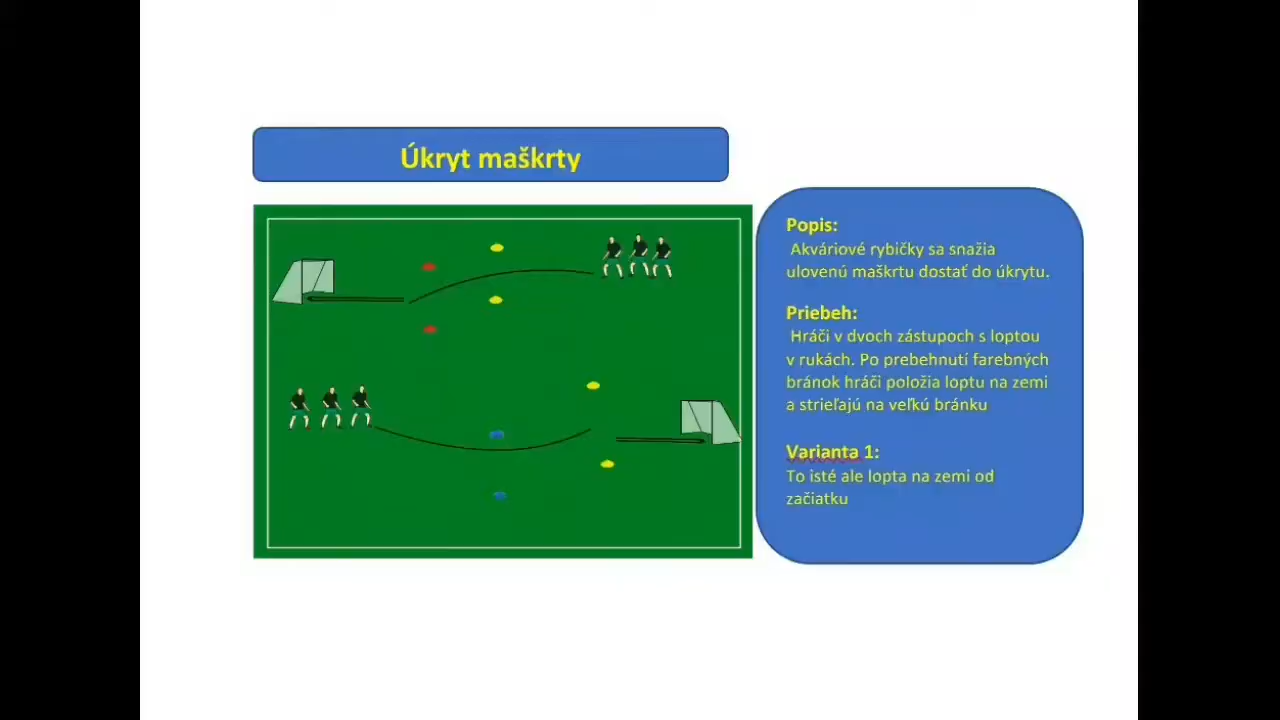 Úkryt maškrty
Popis:
Akváriové rybičky sa snažia
ulovenú maškrtu dostať do úkrytu.
Priebeh:
Hráči v dvoch zástupoch s loptou
v rukách. Po prebehnutí farebných
bránok hráči položia loptu na zemi
a strieľajú na veľkú bránku
Varianta 1:
To isté ale lopta na zemi od
začiatku